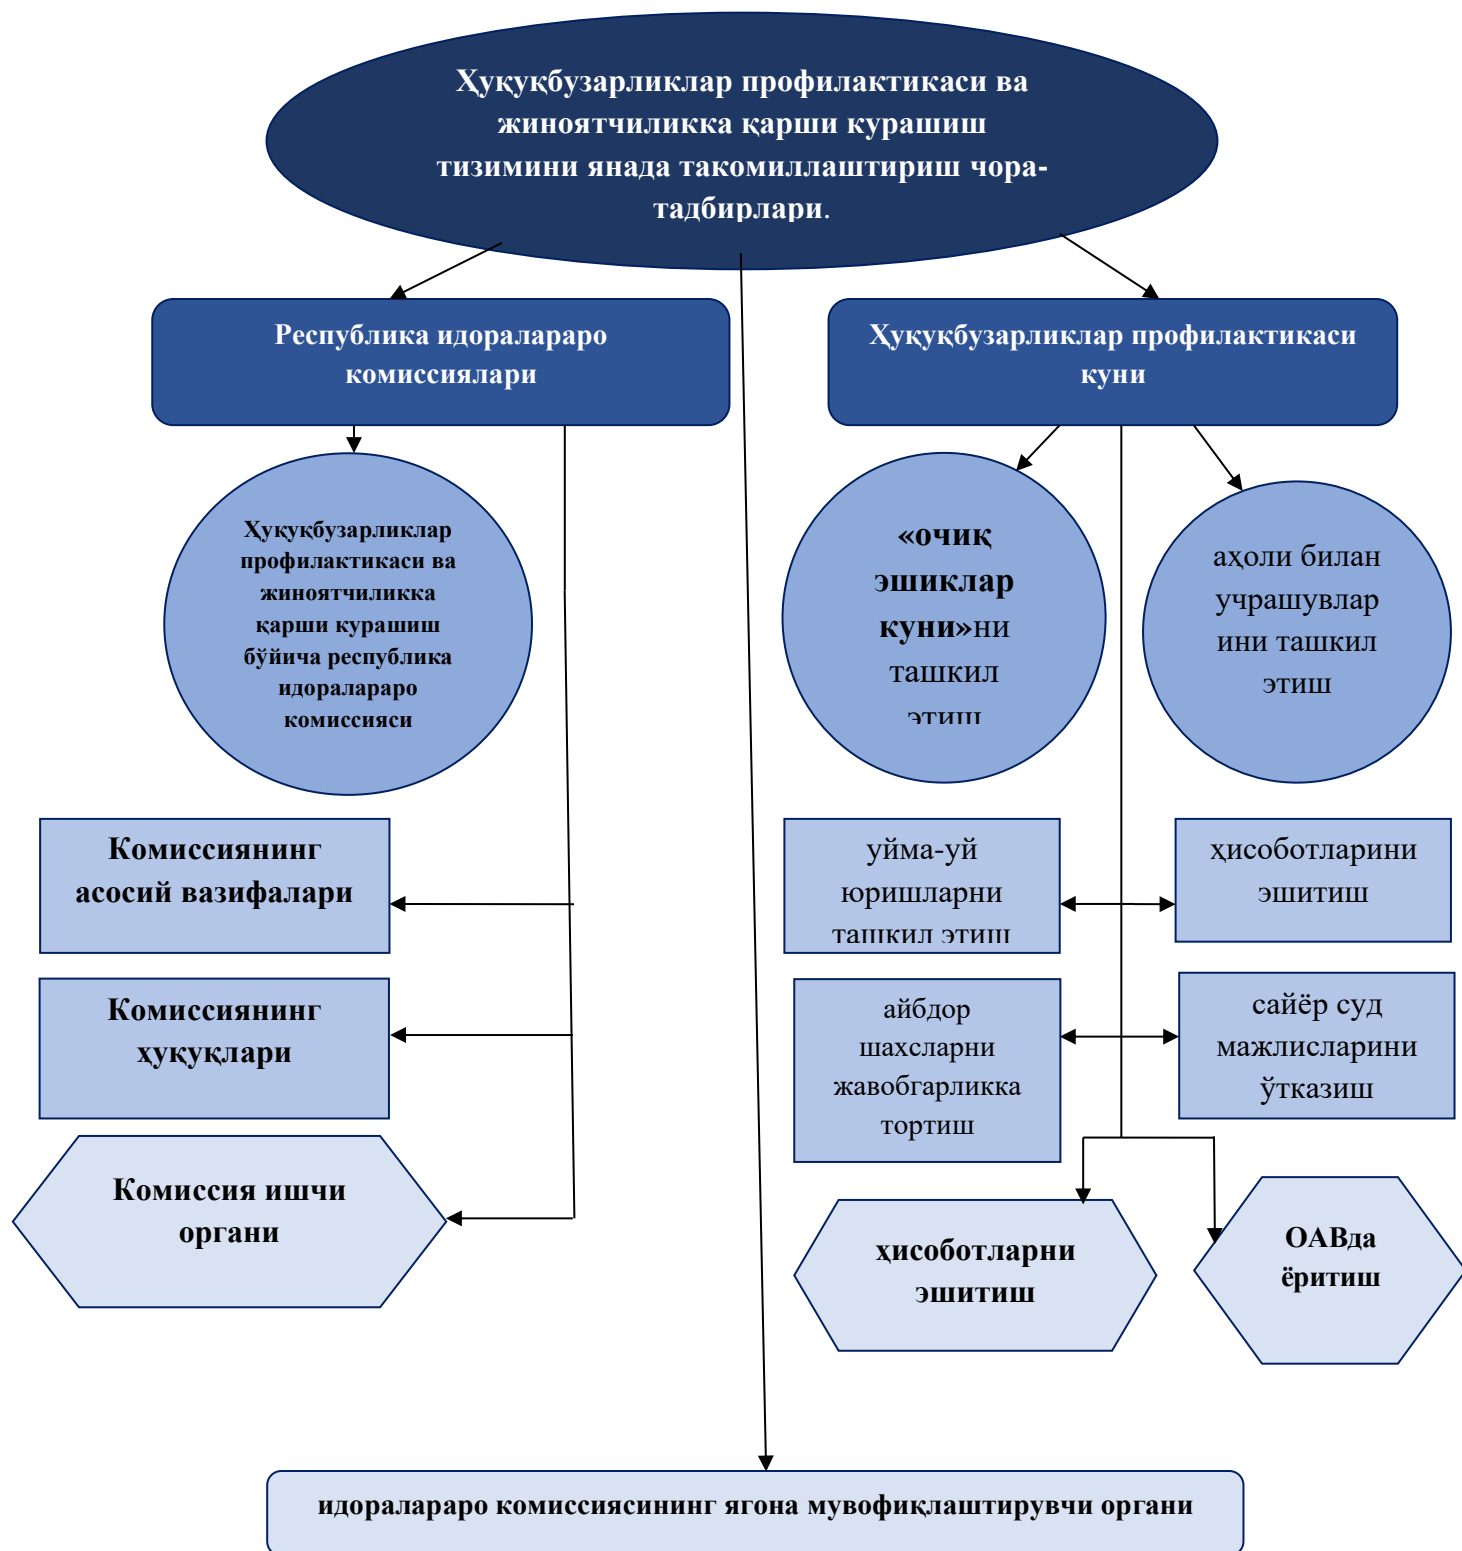 Ҳуқуқбузарликлар профилактикаси ва
жиноятчиликка қарши курашиш
тизимини янада такомиллаштириш чора-
тадбирлари.
Республика идоралараро
комиссиялари
Ҳуқуқбузарликлар профилактикаси
куни
Ҳуқуқбузарликлар
профилактикаси ва
жиноятчиликка
қарши курашиш
бўйича республика
идоралараро
комиссияси
«очиқ
эшиклар
куни»ни
ташкил
этиш
аҳоли билан
учрашувлар
ини ташкил
этиш
Комиссиянинг
асосий вазифалари
уйма-уй
юришларни
ташкил этиш
ҳисоботларини
эшитиш
Комиссиянинг
ҳуқуқлари
айбдор
шахсларни
жавобгарликка
тортиш
сайёр суд
мажлисларини
ўтказиш
Комиссия ишчи
органи
ҳисоботларни
эшитиш
ОАВда
ёритиш
идоралараро комиссиясининг ягона мувофиқлаштирувчи органи